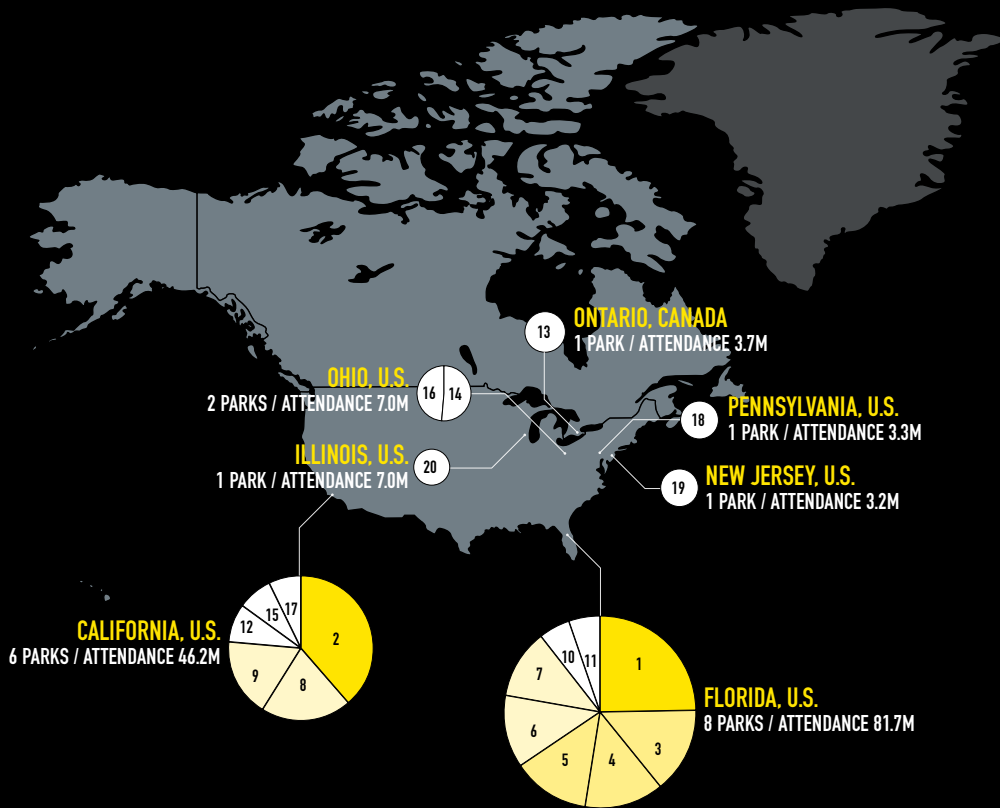 13
ONTARIO, CANADA
1 PARK / ATTENDANCE 3.7M
OHIO, U.S.
2 PARKS / ATTENDANCE 7.0M
16
14
PENNSYLVANIA, U.S.
1 PARK / ATTENDANCE 3.3M
18
ILLINOIS, U.S.
1 PARK / ATTENDANCE 7.0M
20
NEW JERSEY, U.S.
1 PARK / ATTENDANCE 3.2M
19
CALIFORNIA, U.S.
6 PARKS / ATTENDANCE 46.2M
2
8
9
12
15
17
FLORIDA, U.S.
8 PARKS / ATTENDANCE 81.7M
1
3
4
5
6
7
10
11